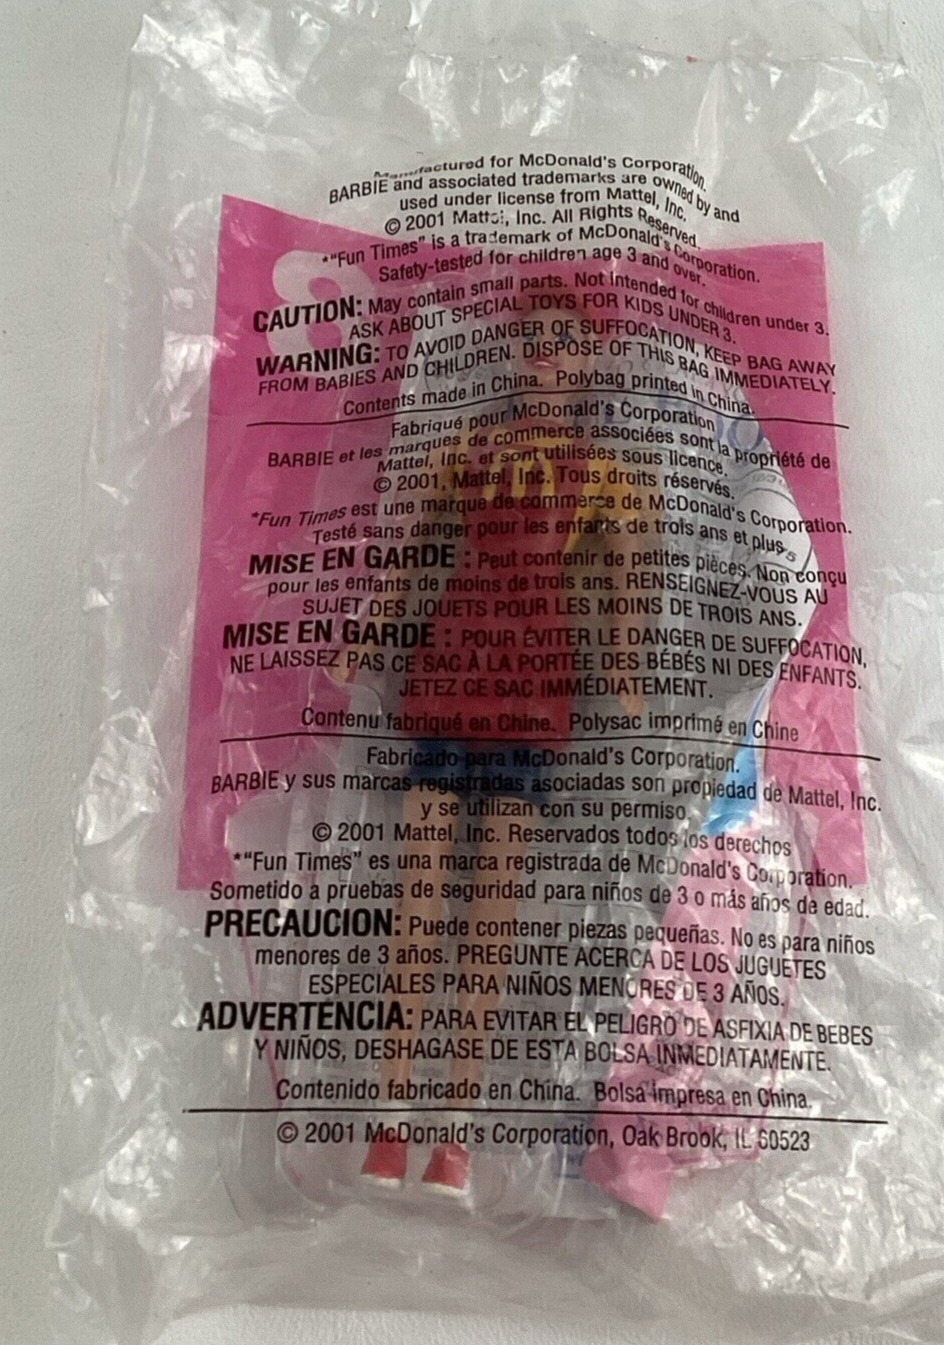 Manufactured for McDonald's Corporation.
BARBIE and associated trademarks are owned by and
used under license from Mattel, Inc.
© 2001 Mattel, Inc. All Rights Reserved.
*“Fun Times” is a trademark of McDonald's Corporation.
Safety-tested for children age 3 and over.
CAUTION: May contain small parts. Not intended for children under 3.
ASK ABOUT SPECIAL TOYS FOR KIDS UNDER 3.
WARNING: TO AVOID DANGER OF SUFFOCATION, KEEP BAG AWAY
FROM BABIES AND CHILDREN. DISPOSE OF THIS BAG IMMEDIATELY.
Contents made in China. Polybag printed in China.
Fabriqué pour McDonald's Corporation
BARBIE et les marques de commerce associées sont la propriété de
Mattel, Inc. et sont utilisées sous licence.
© 2001, Mattel, Inc. Tous droits réservés.
*Fun Times est une marque de commerce de McDonald's Corporation.
Testé sans danger pour les enfants de trois ans et plus.
MISE EN GARDE : Peut contenir de petites pièces. Non conçu
pour les enfants de moins de trois ans. RENSEIGNEZ-VOUS AU
SUJET DES JOUETS POUR LES MOINS DE TROIS ANS.
MISE EN GARDE : POUR ÉVITER LE DANGER DE SUFFOCATION,
NE LAISSEZ PAS CE SAC À LA PORTÉE DES BÉBÉS NI DES ENFANTS.
JETEZ CE SAC IMMÉDIATEMENT.
Contenu fabriqué en Chine. Polysac imprimé en Chine
Fabricado para McDonald's Corporation.
BARBIE y sus marcas registradas asociadas son propiedad de Mattel, Inc.
y se utilizan con su permiso.
© 2001 Mattel, Inc. Reservados todos los derechos
*“Fun Times” es una marca registrada de McDonald's Corporation.
Sometido a pruebas de seguridad para niños de 3 o más años de edad.
PRECAUCION: Puede contener piezas pequeñas. No es para niños
menores de 3 años. PREGUNTE ACERCA DE LOS JUGUETES
ESPECIALES PARA NIÑOS MENORES DE 3 AÑOS.
ADVERTENCIA: PARA EVITAR EL PELIGRO DE ASFIXIA DE BEBES
Y NIÑOS, DESHAGASE DE ESTA BOLSA INMEDIATAMENTE.
Contenido fabricado en China. Bolsa impresa en China.
© 2001 McDonald's Corporation, Oak Brook, IL 60523